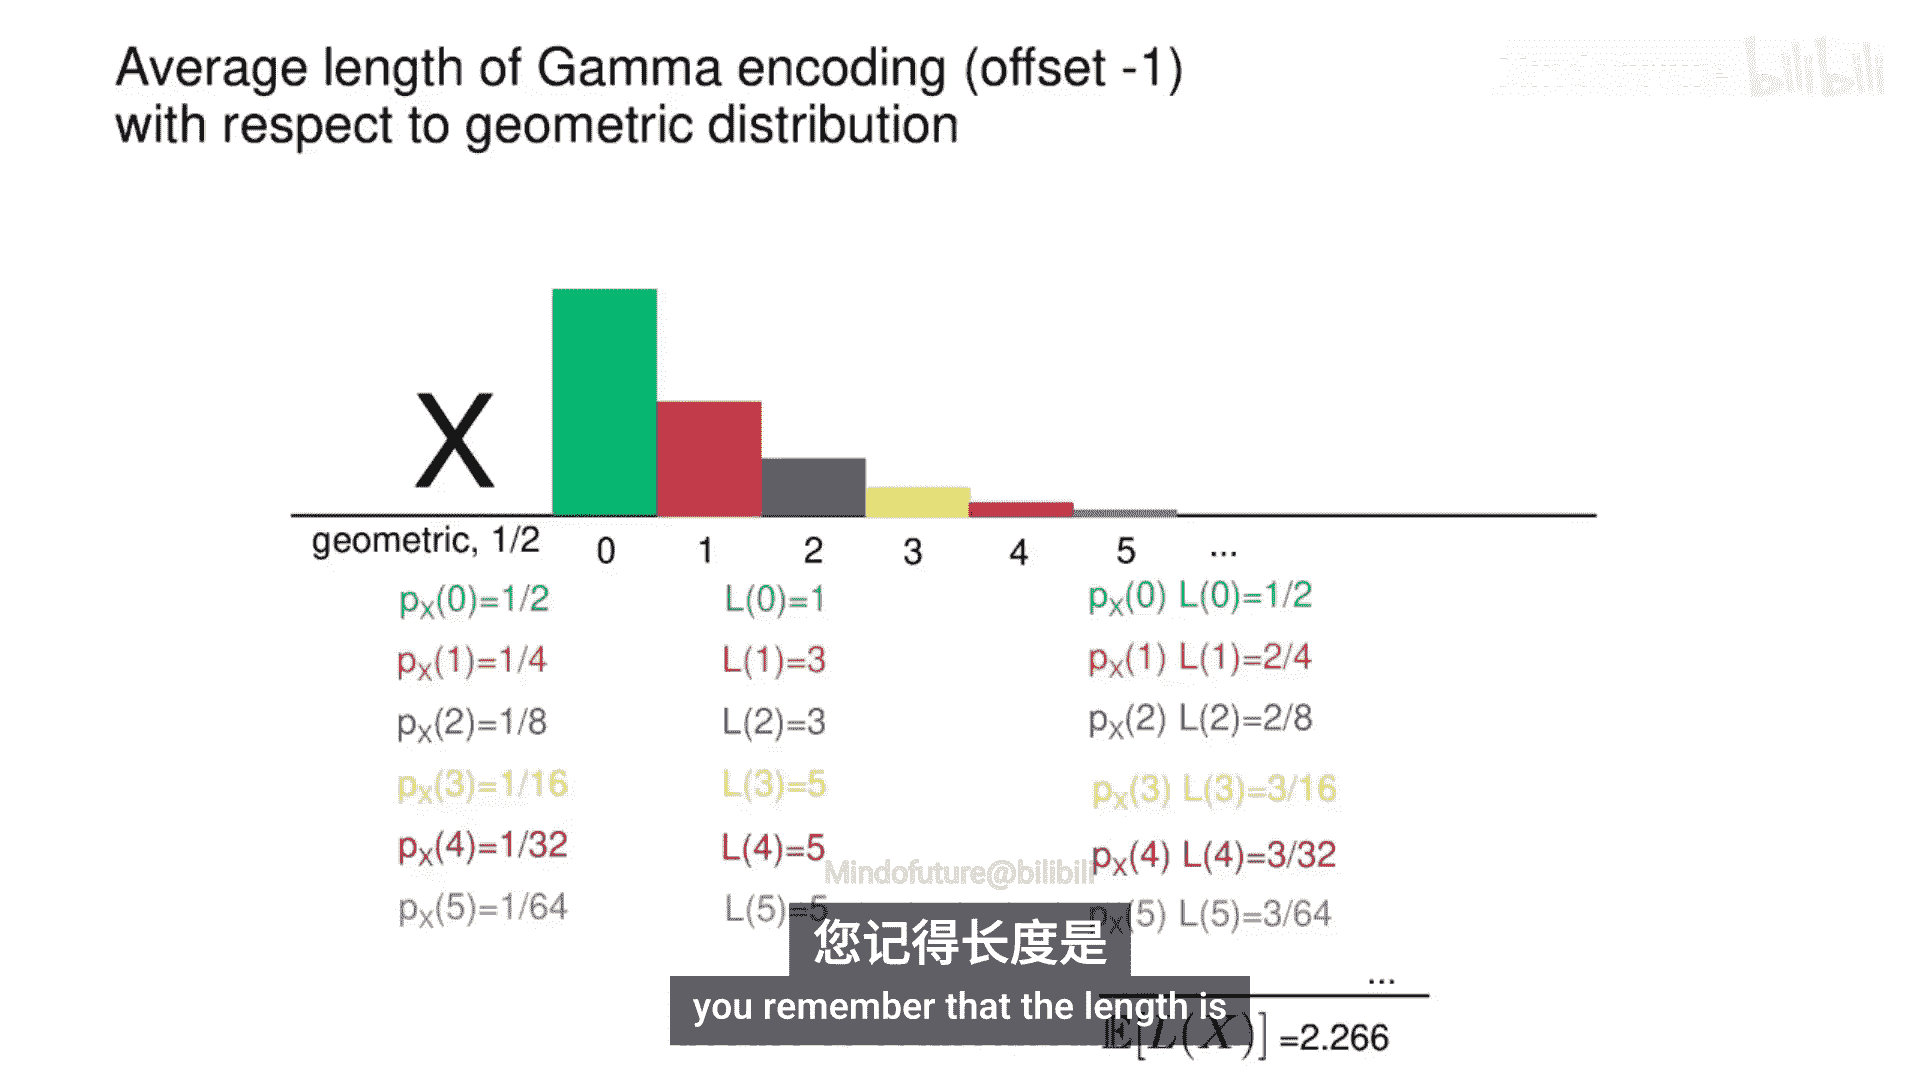 Average length of Gamma encoding (offset -1)
with respect to geometric distribution
bilibili
X
geometric, 1/2 0 1 2 3 4 5 ...
pX(0)=1/2 L(0)=1 pX(0) L(0)=1/2
pX(1)=1/4 L(1)=3 pX(1) L(1)=2/4
pX(2)=1/8 L(2)=3 pX(2) L(2)=2/8
pX(3)=1/16 L(3)=5 pX(3) L(3)=3/16
pX(4)=1/32 L(4)=5 pX(4) L(4)=3/32
Mindofuture@bilibili
pX(5)=1/64 L(5)=5 pX(5) L(5)=3/64
您记得长度是
...
you remember that the length is
𝔼[L(X)] =2.266